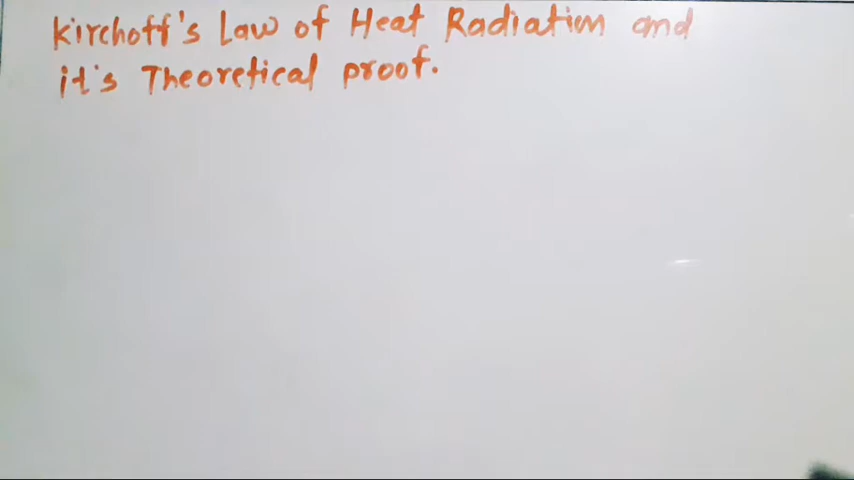 Kirchoff's Law of Heat Radiation and
it's Theoretical proof.